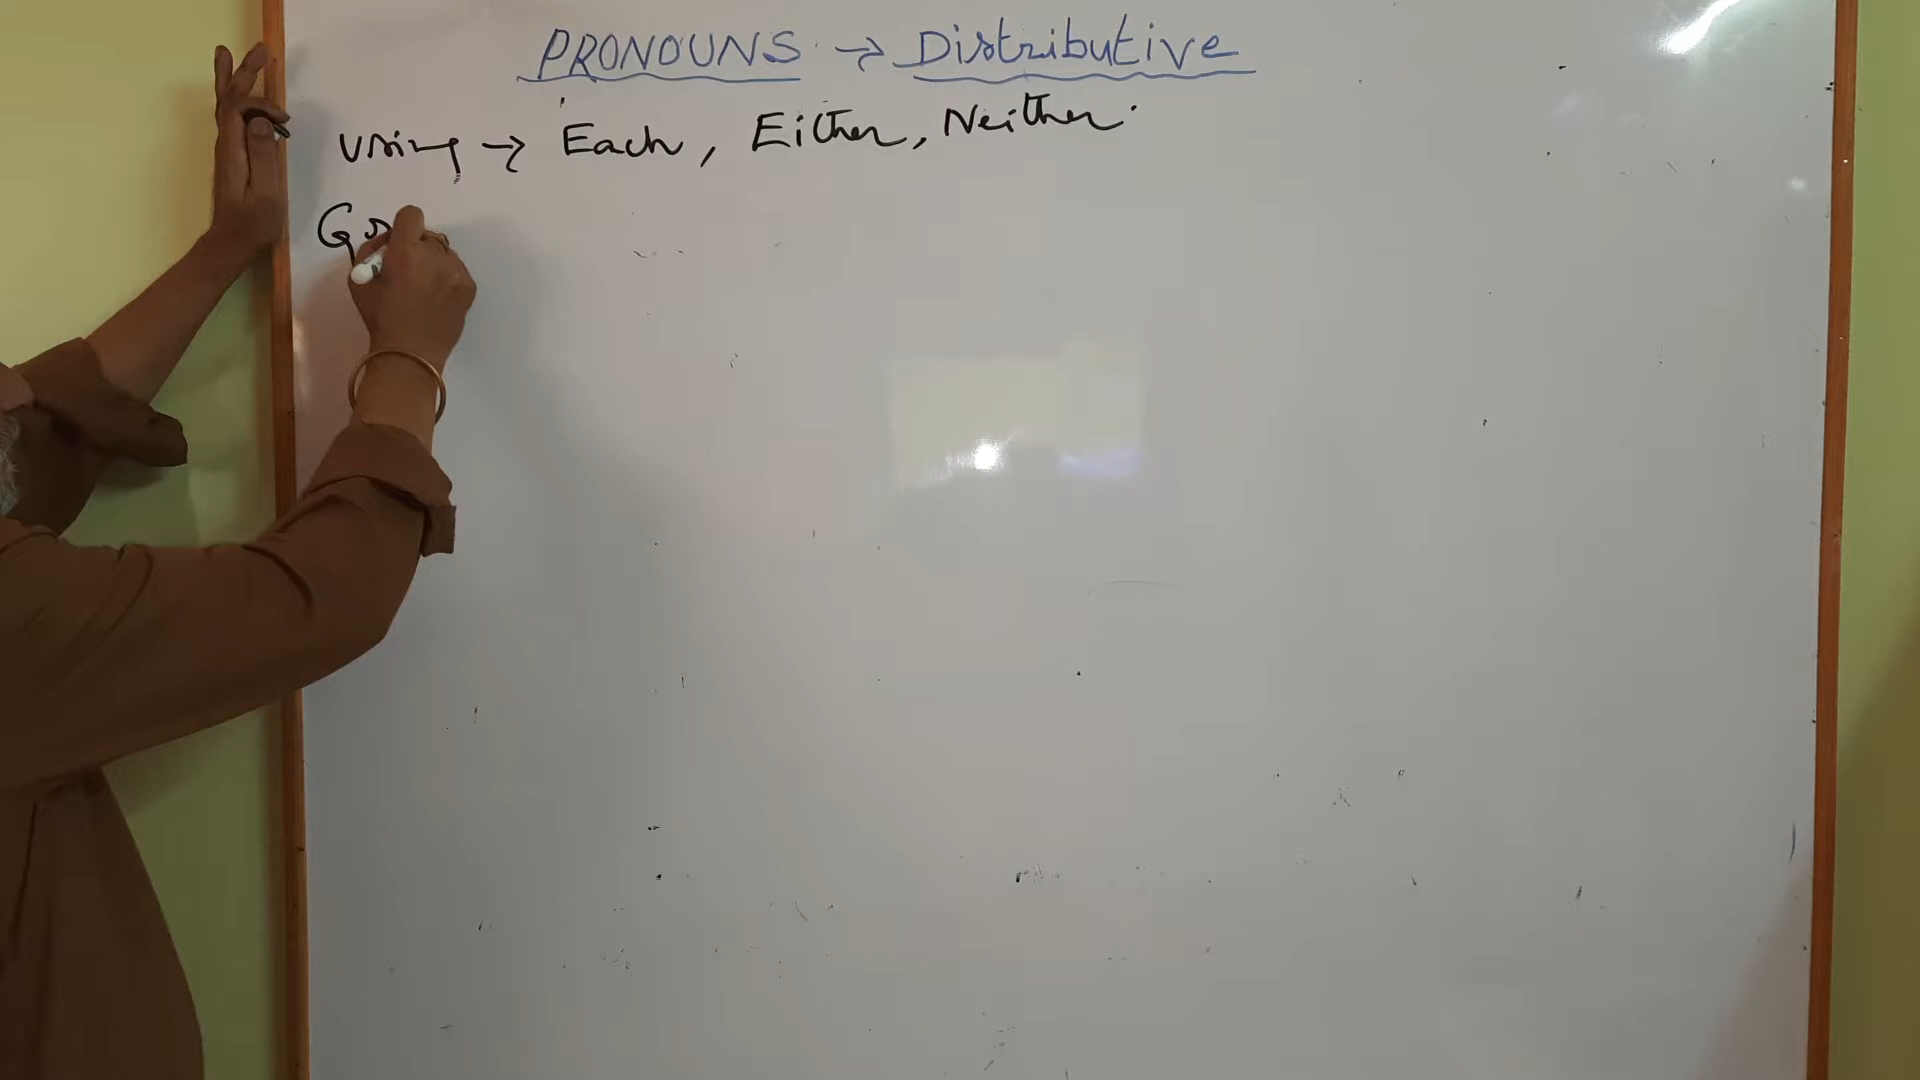 PRONOUNS → Distributive
Using → Each, Either, Neither.